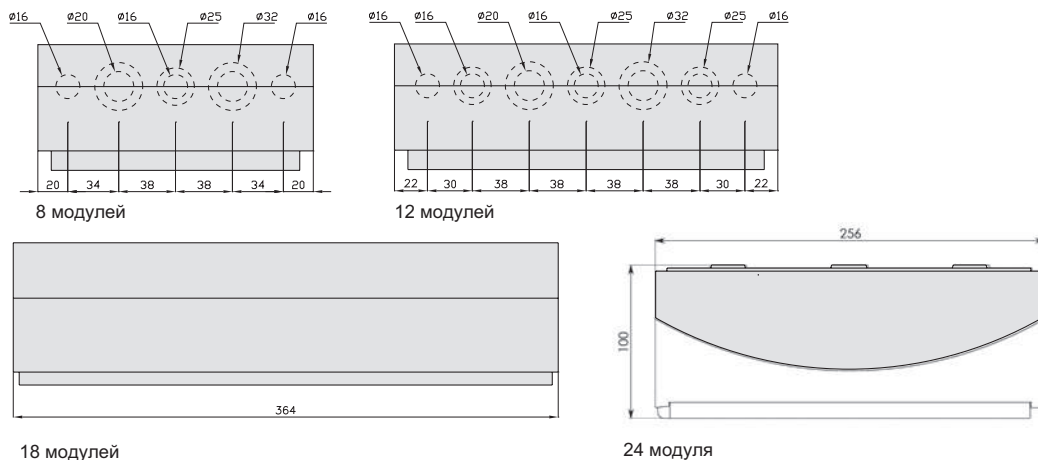 ø16 ø20 ø16 ø25 ø32 ø16
ø16 ø16 ø25 ø20 ø16 ø25 ø32 ø25 ø16
20 34 38 38 34 20
22 30 38 38 38 38 30 22
8 модулей
12 модулей
256
100
364
18 модулей
24 модуля